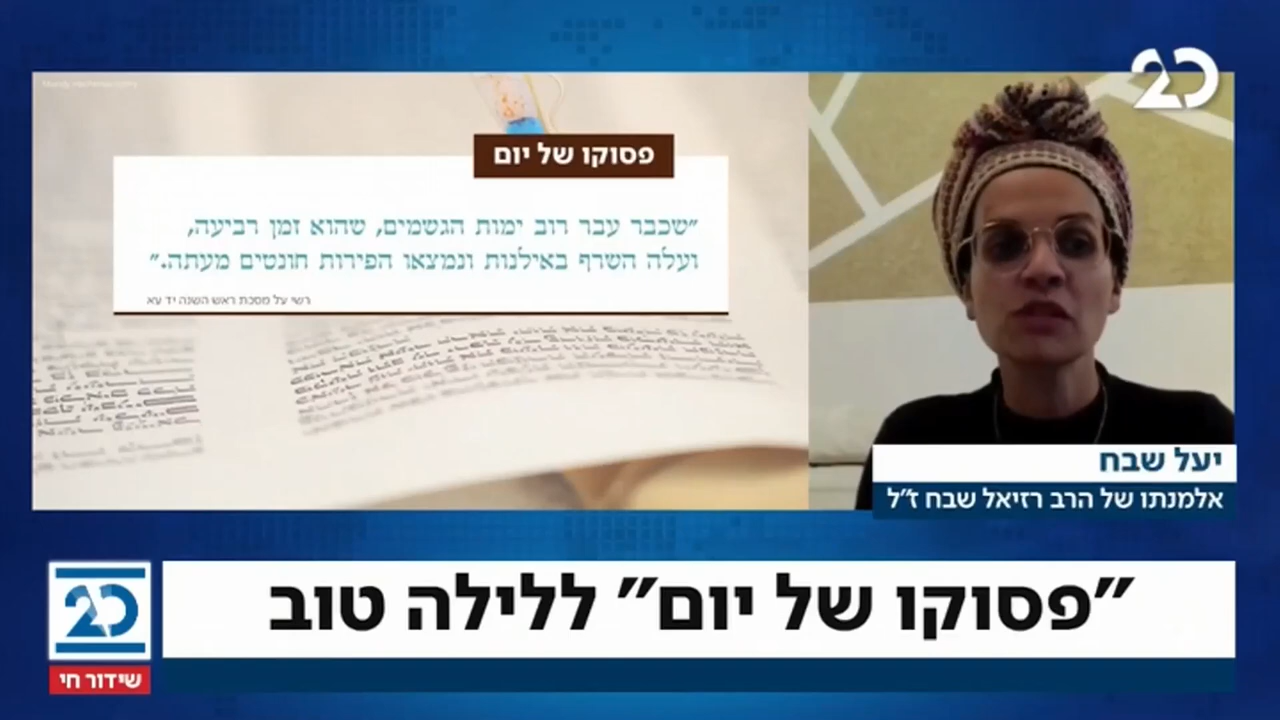 20
פסוקו של יום
"שכבר עבר רוב ימות הגשמים, שהוא זמן רביעה,
ועלה השרף באילנות ונמצאו הפירות חונטים מעתה."
רשי על מסכת ראש השנה יד עא
יעל שבח
אלמנתו של הרב רזיאל שבח ז"ל
"פסוקו של יום" ללילה טוב
20
שידור חי